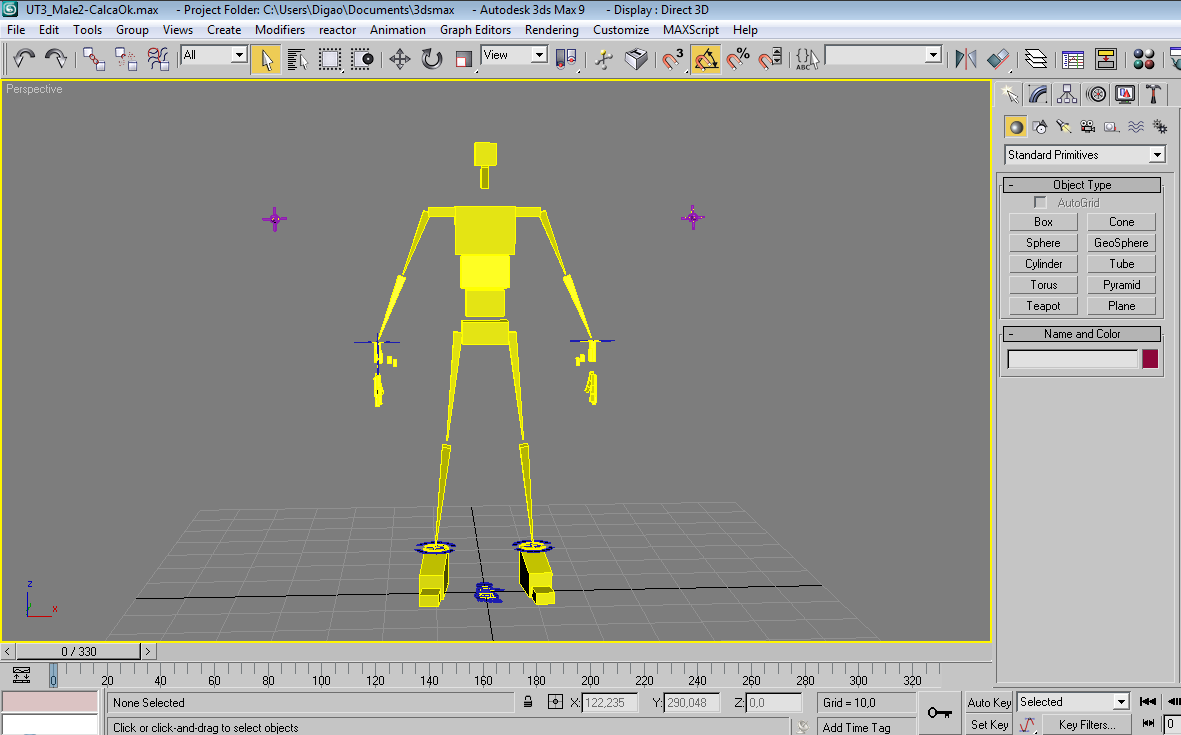 UT3_Male2-CalcaOk.max - Project Folder: C:\Users\Digao\Documents\3dsmax - Autodesk 3ds Max 9 - Display : Direct 3D
File Edit Tools Group Views Create Modifiers reactor Animation Graph Editors Rendering Customize MAXScript Help
All View 3 % ABC
Perspective
Standard Primitives
- Object Type
AutoGrid
Box Cone
Sphere GeoSphere
Cylinder Tube
Torus Pyramid
Teapot Plane
- Name and Color
z
y x
< 0 / 330 >
0 20 40 60 80 100 120 140 160 180 200 220 240 260 280 300 320
None Selected X: 122,235 Y: 290,048 Z: 0,0 Grid = 10,0 Auto Key Selected
Click or click-and-drag to select objects Add Time Tag Set Key Key Filters... 0